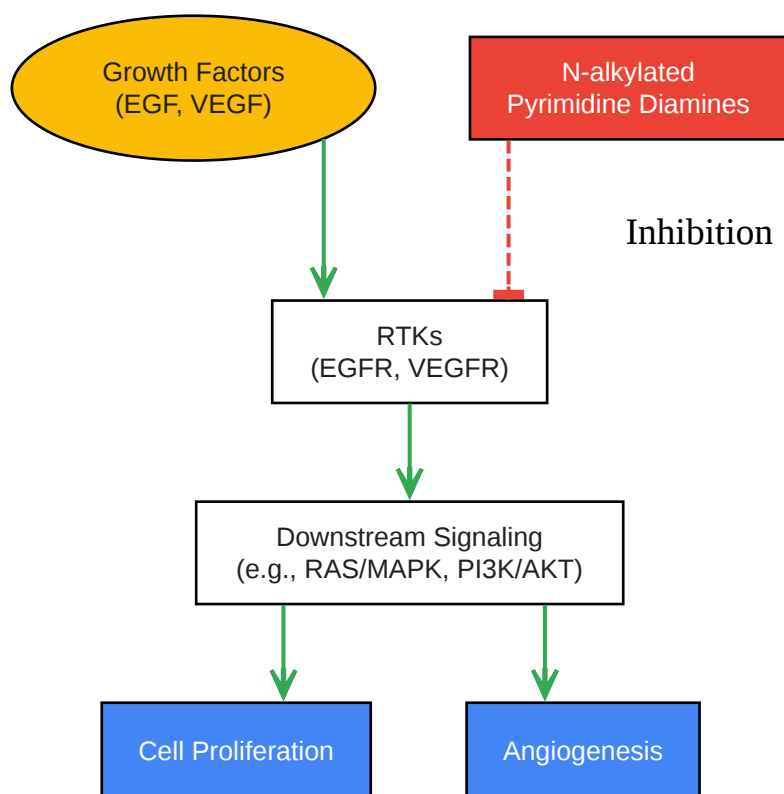 Growth Factors
(EGF, VEGF)
N-alkylated
Pyrimidine Diamines
Inhibition
RTKs
(EGFR, VEGFR)
Downstream Signaling
(e.g., RAS/MAPK, PI3K/AKT)
Cell Proliferation
Angiogenesis